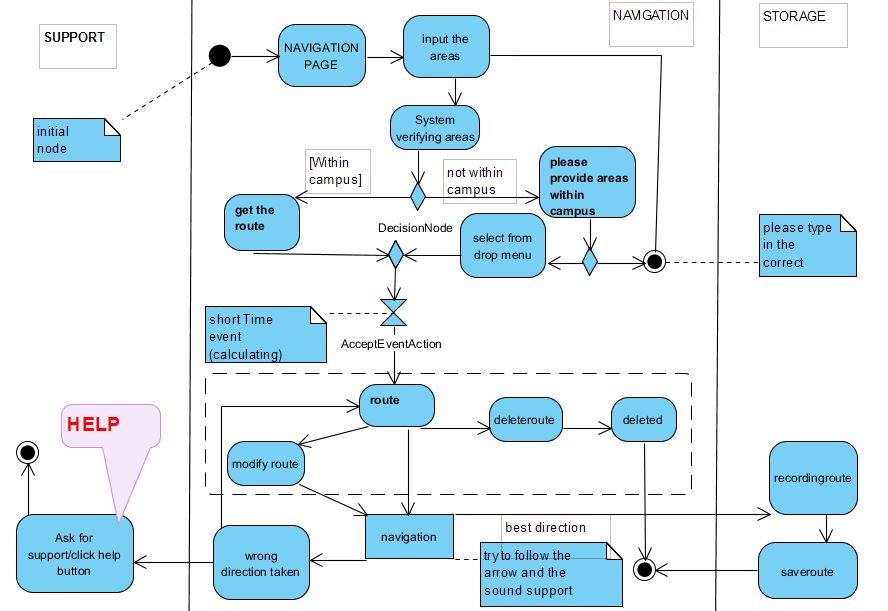 SUPPORT
NAVIGATION
STORAGE
NAVIGATION
PAGE
input the
areas
initial
node
System
verifying areas
[Within
campus]
not within
campus
please
provide areas
within
campus
get the
route
DecisionNode
select from
drop menu
please type
in the
correct
short Time
event
(calculating)
AcceptEventAction
route
deleteroute
deleted
HELP
modify route
recordingroute
Ask for
support/click help
button
wrong
direction taken
navigation
best direction
try to follow the
arrow and the
sound support
saveroute